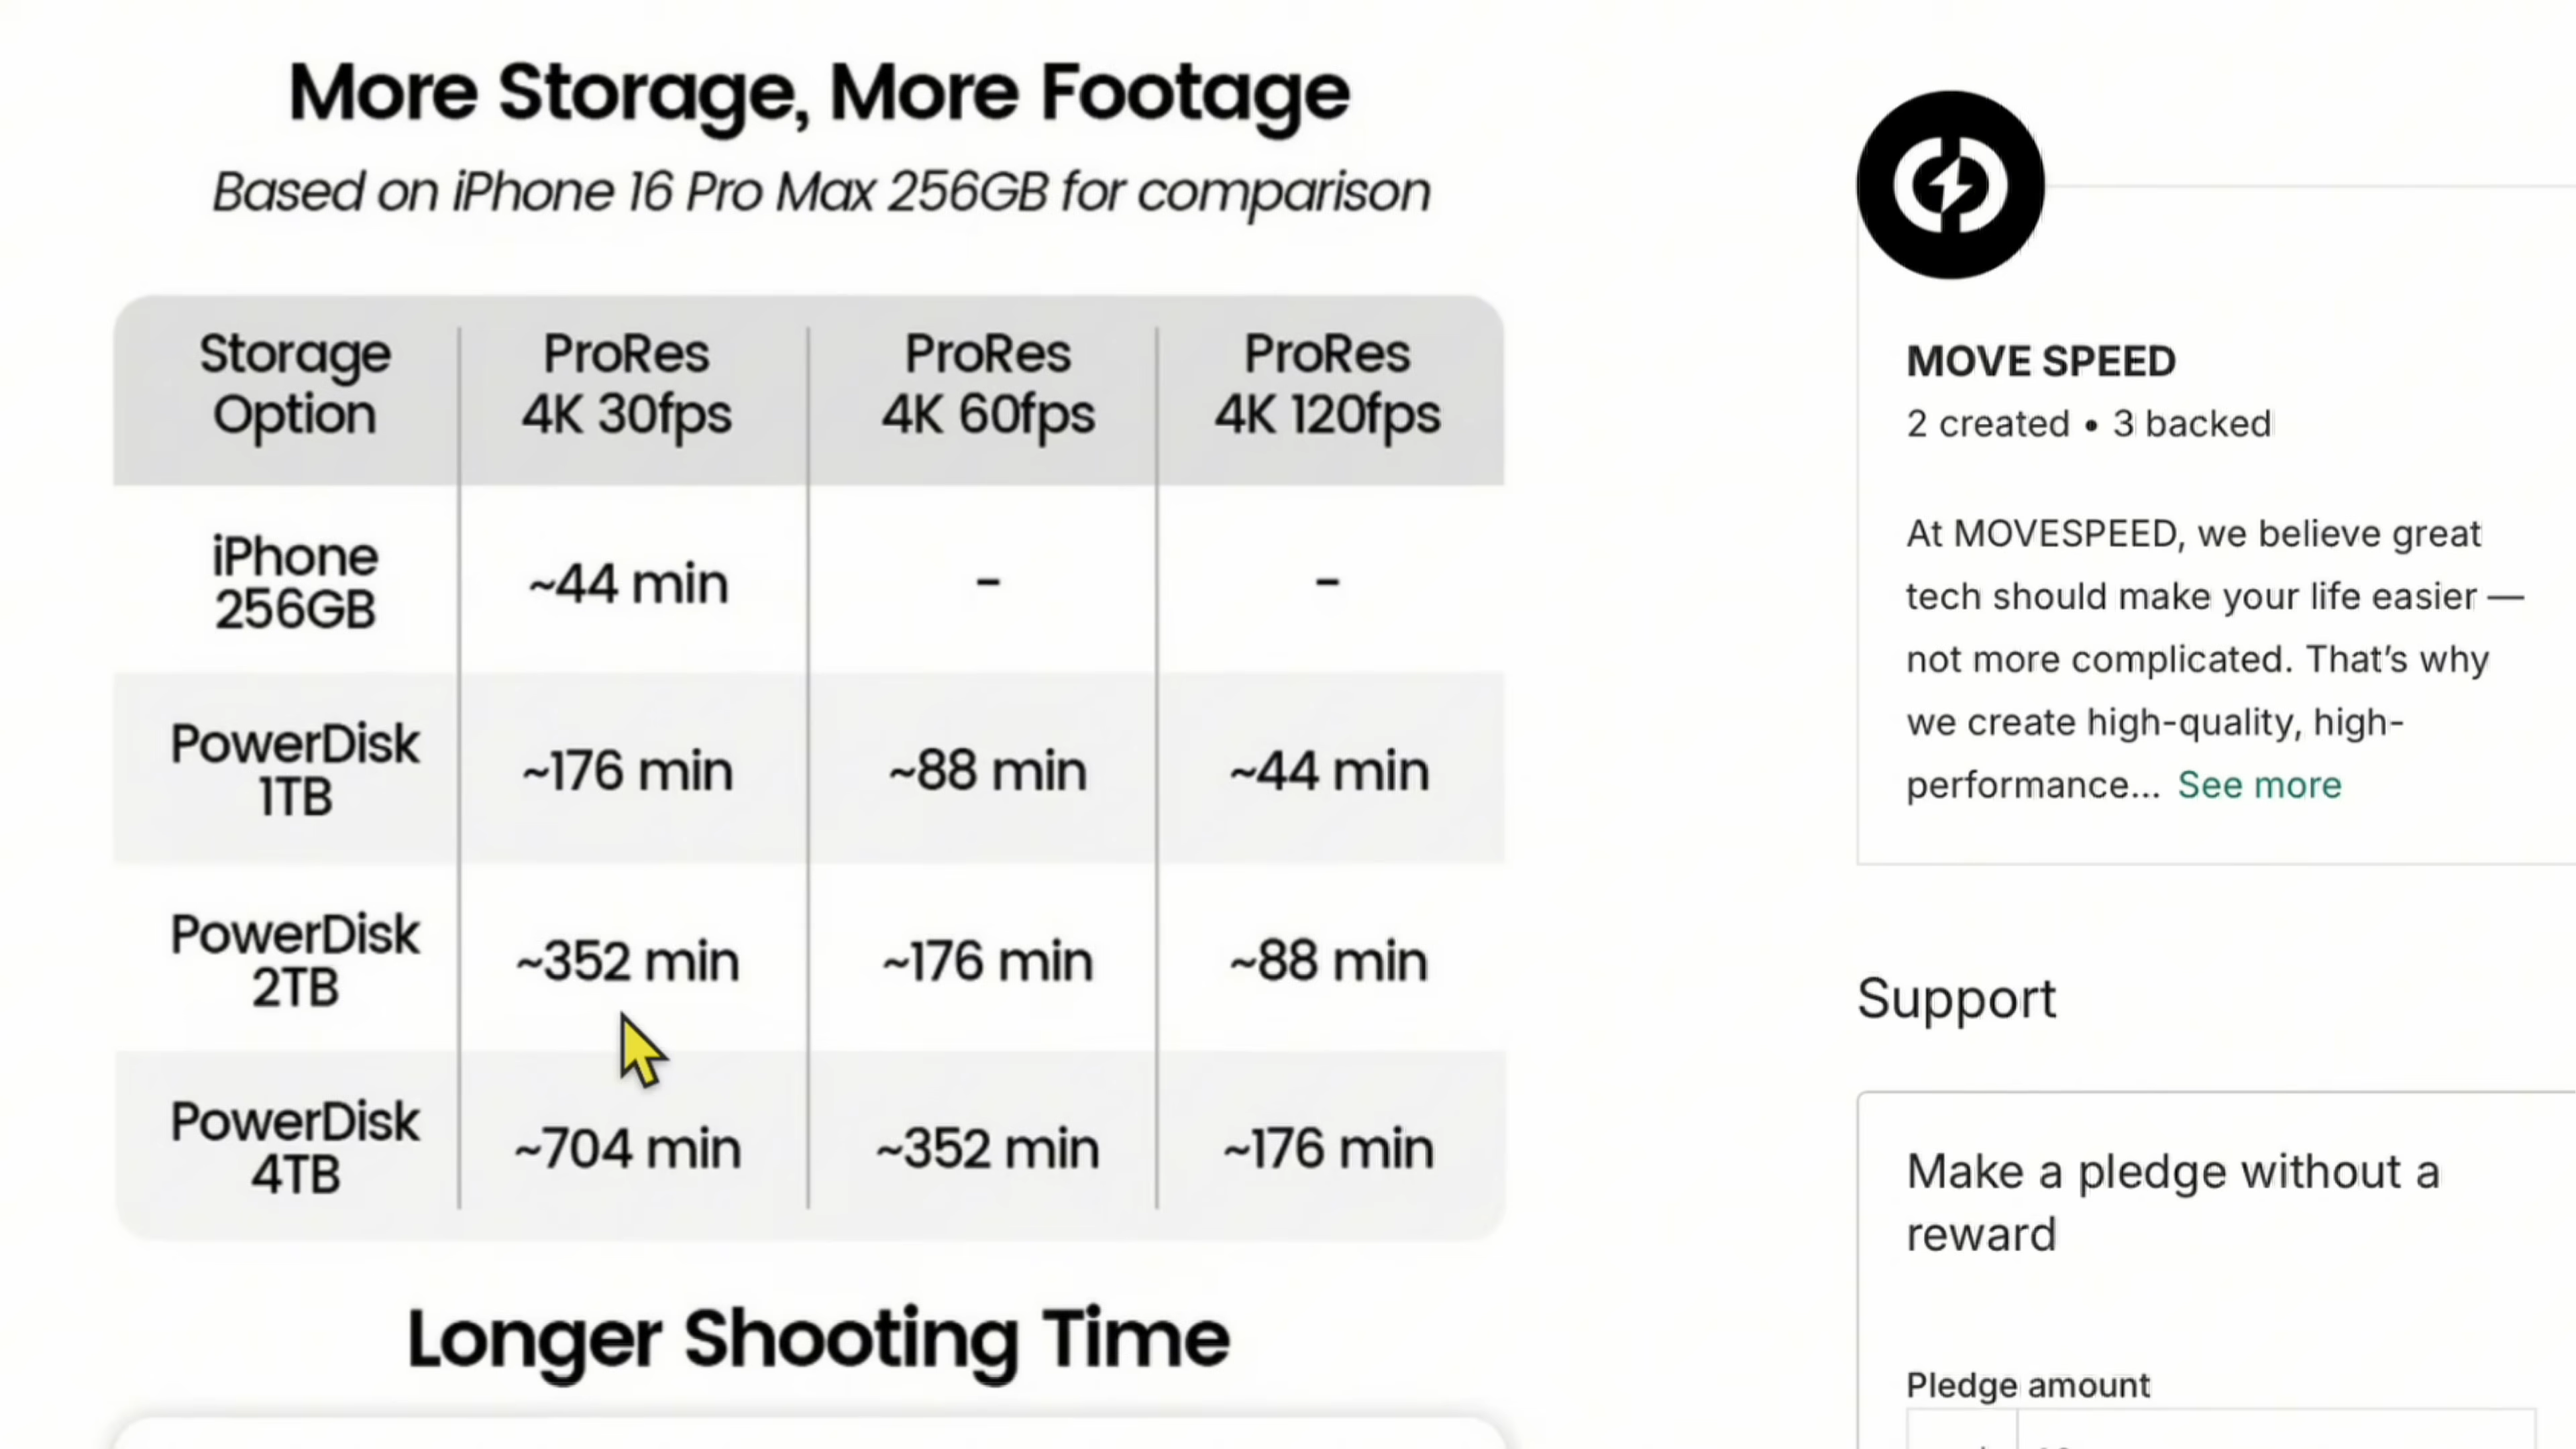 More Storage, More Footage
Based on iPhone 16 Pro Max 256GB for comparison
Storage Option
ProRes 4K 30fps
ProRes 4K 60fps
ProRes 4K 120fps
iPhone 256GB
~44 min
-
-
PowerDisk 1TB
~176 min
~88 min
~44 min
PowerDisk 2TB
~352 min
~176 min
~88 min
PowerDisk 4TB
~704 min
~352 min
~176 min
Longer Shooting Time
MOVE SPEED
2 created • 3 backed
At MOVESPEED, we believe great
tech should make your life easier —
not more complicated. That’s why
we create high-quality, high-
performance... See more
Support
Make a pledge without a
reward
Pledge amount